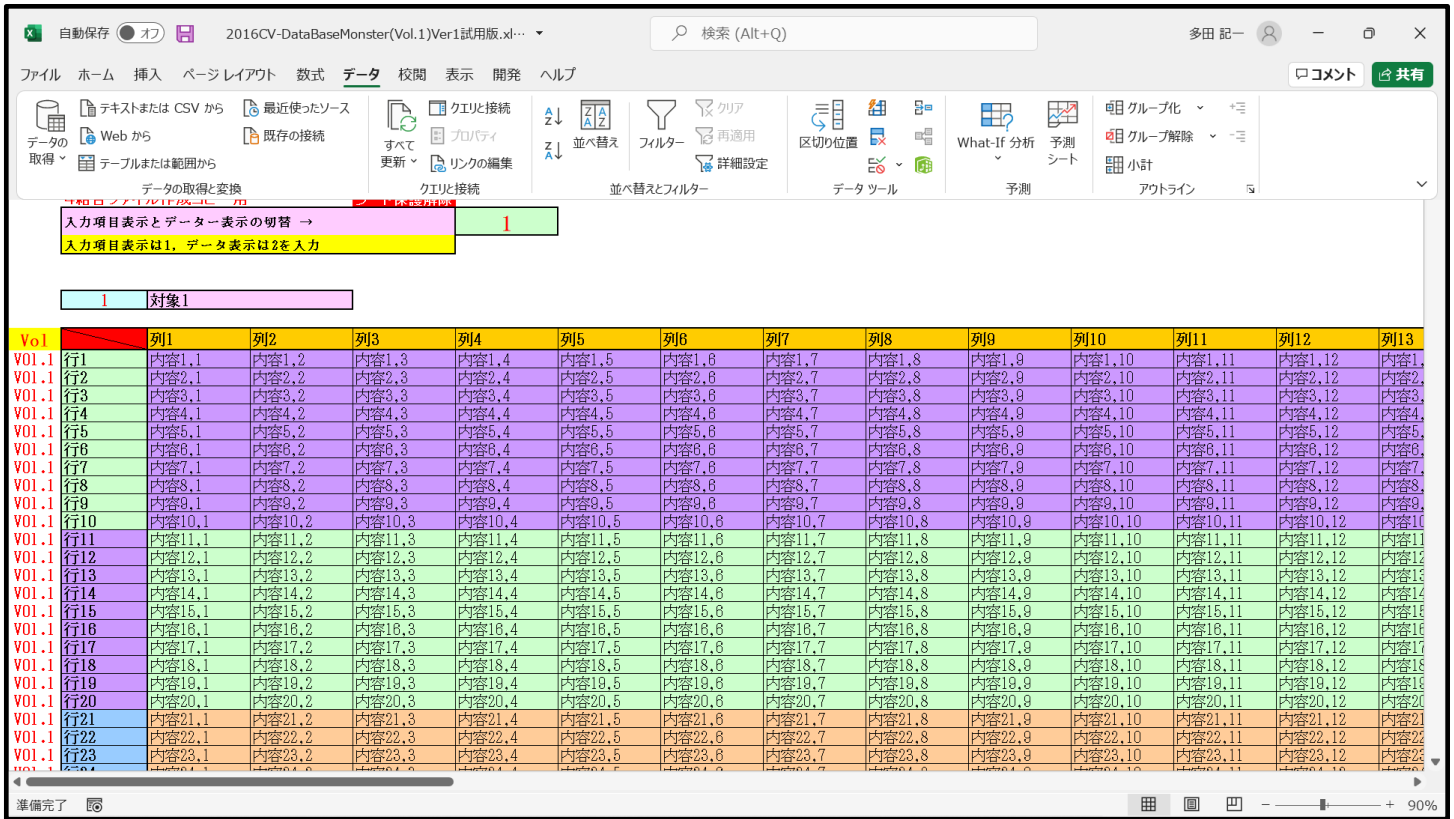 自動保存 オフ 2016CV-DataBaseMonster(Vol.1)Ver1試用版.xl… 検索 (Alt+Q) 多田 記一
ファイル ホーム 挿入 ページ レイアウト 数式 データ 校閲 表示 開発 ヘルプ コメント 共有
データの取得
テキストまたは CSV から
Web から
テーブルまたは範囲から
最近使ったソース
既存の接続
データの取得と変換
すべて更新
クエリと接続
プロパティ
リンクの編集
クエリと接続
並べ替え
フィルター
クリア
再適用
詳細設定
並べ替えとフィルター
区切り位置
データ ツール
What-If 分析
予測シート
予測
グループ化
グループ解除
小計
アウトライン
入力項目表示とデーター表示の切替 → 1
入力項目表示は1, データ表示は2を入力
1 対象1
Vol 列1 列2 列3 列4 列5 列6 列7 列8 列9 列10 列11 列12 列13
VOl.1 行1 内容1,1 内容1,2 内容1,3 内容1,4 内容1,5 内容1,6 内容1,7 内容1,8 内容1,9 内容1,10 内容1,11 内容1,12 内容1,
VOl.1 行2 内容2,1 内容2,2 内容2,3 内容2,4 内容2,5 内容2,6 内容2,7 内容2,8 内容2,9 内容2,10 内容2,11 内容2,12 内容2,
VOl.1 行3 内容3,1 内容3,2 内容3,3 内容3,4 内容3,5 内容3,6 内容3,7 内容3,8 内容3,9 内容3,10 内容3,11 内容3,12 内容3,
VOl.1 行4 内容4,1 内容4,2 内容4,3 内容4,4 内容4,5 内容4,6 内容4,7 内容4,8 内容4,9 内容4,10 内容4,11 内容4,12 内容4,
VOl.1 行5 内容5,1 内容5,2 内容5,3 内容5,4 内容5,5 内容5,6 内容5,7 内容5,8 内容5,9 内容5,10 内容5,11 内容5,12 内容5,
VOl.1 行6 内容6,1 内容6,2 内容6,3 内容6,4 内容6,5 内容6,6 内容6,7 内容6,8 内容6,9 内容6,10 内容6,11 内容6,12 内容6,
VOl.1 行7 内容7,1 内容7,2 内容7,3 内容7,4 内容7,5 内容7,6 内容7,7 内容7,8 内容7,9 内容7,10 内容7,11 内容7,12 内容7,
VOl.1 行8 内容8,1 内容8,2 内容8,3 内容8,4 内容8,5 内容8,6 内容8,7 内容8,8 内容8,9 内容8,10 内容8,11 内容8,12 内容8,
VOl.1 行9 内容9,1 内容9,2 内容9,3 内容9,4 内容9,5 内容9,6 内容9,7 内容9,8 内容9,9 内容9,10 内容9,11 内容9,12 内容9,
VOl.1 行10 内容10,1 内容10,2 内容10,3 内容10,4 内容10,5 内容10,6 内容10,7 内容10,8 内容10,9 内容10,10 内容10,11 内容10,12 内容10
VOl.1 行11 内容11,1 内容11,2 内容11,3 内容11,4 内容11,5 内容11,6 内容11,7 内容11,8 内容11,9 内容11,10 内容11,11 内容11,12 内容11
VOl.1 行12 内容12,1 内容12,2 内容12,3 内容12,4 内容12,5 内容12,6 内容12,7 内容12,8 内容12,9 内容12,10 内容12,11 内容12,12 内容12
VOl.1 行13 内容13,1 内容13,2 内容13,3 内容13,4 内容13,5 内容13,6 内容13,7 内容13,8 内容13,9 内容13,10 内容13,11 内容13,12 内容13
VOl.1 行14 内容14,1 内容14,2 内容14,3 内容14,4 内容14,5 内容14,6 内容14,7 内容14,8 内容14,9 内容14,10 内容14,11 内容14,12 内容14
VOl.1 行15 内容15,1 内容15,2 内容15,3 内容15,4 内容15,5 内容15,6 内容15,7 内容15,8 内容15,9 内容15,10 内容15,11 内容15,12 内容15
VOl.1 行16 内容16,1 内容16,2 内容16,3 内容16,4 内容16,5 内容16,6 内容16,7 内容16,8 内容16,9 内容16,10 内容16,11 内容16,12 内容16
VOl.1 行17 内容17,1 内容17,2 内容17,3 内容17,4 内容17,5 内容17,6 内容17,7 内容17,8 内容17,9 内容17,10 内容17,11 内容17,12 内容17
VOl.1 行18 内容18,1 内容18,2 内容18,3 内容18,4 内容18,5 内容18,6 内容18,7 内容18,8 内容18,9 内容18,10 内容18,11 内容18,12 内容18
VOl.1 行19 内容19,1 内容19,2 内容19,3 内容19,4 内容19,5 内容19,6 内容19,7 内容19,8 内容19,9 内容19,10 内容19,11 内容19,12 内容19
VOl.1 行20 内容20,1 内容20,2 内容20,3 内容20,4 内容20,5 内容20,6 内容20,7 内容20,8 内容20,9 内容20,10 内容20,11 内容20,12 内容20
VOl.1 行21 内容21,1 内容21,2 内容21,3 内容21,4 内容21,5 内容21,6 内容21,7 内容21,8 内容21,9 内容21,10 内容21,11 内容21,12 内容21
VOl.1 行22 内容22,1 内容22,2 内容22,3 内容22,4 内容22,5 内容22,6 内容22,7 内容22,8 内容22,9 内容22,10 内容22,11 内容22,12 内容22
VOl.1 行23 内容23,1 内容23,2 内容23,3 内容23,4 内容23,5 内容23,6 内容23,7 内容23,8 内容23,9 内容23,10 内容23,11 内容23,12 内容23
準備完了 90%